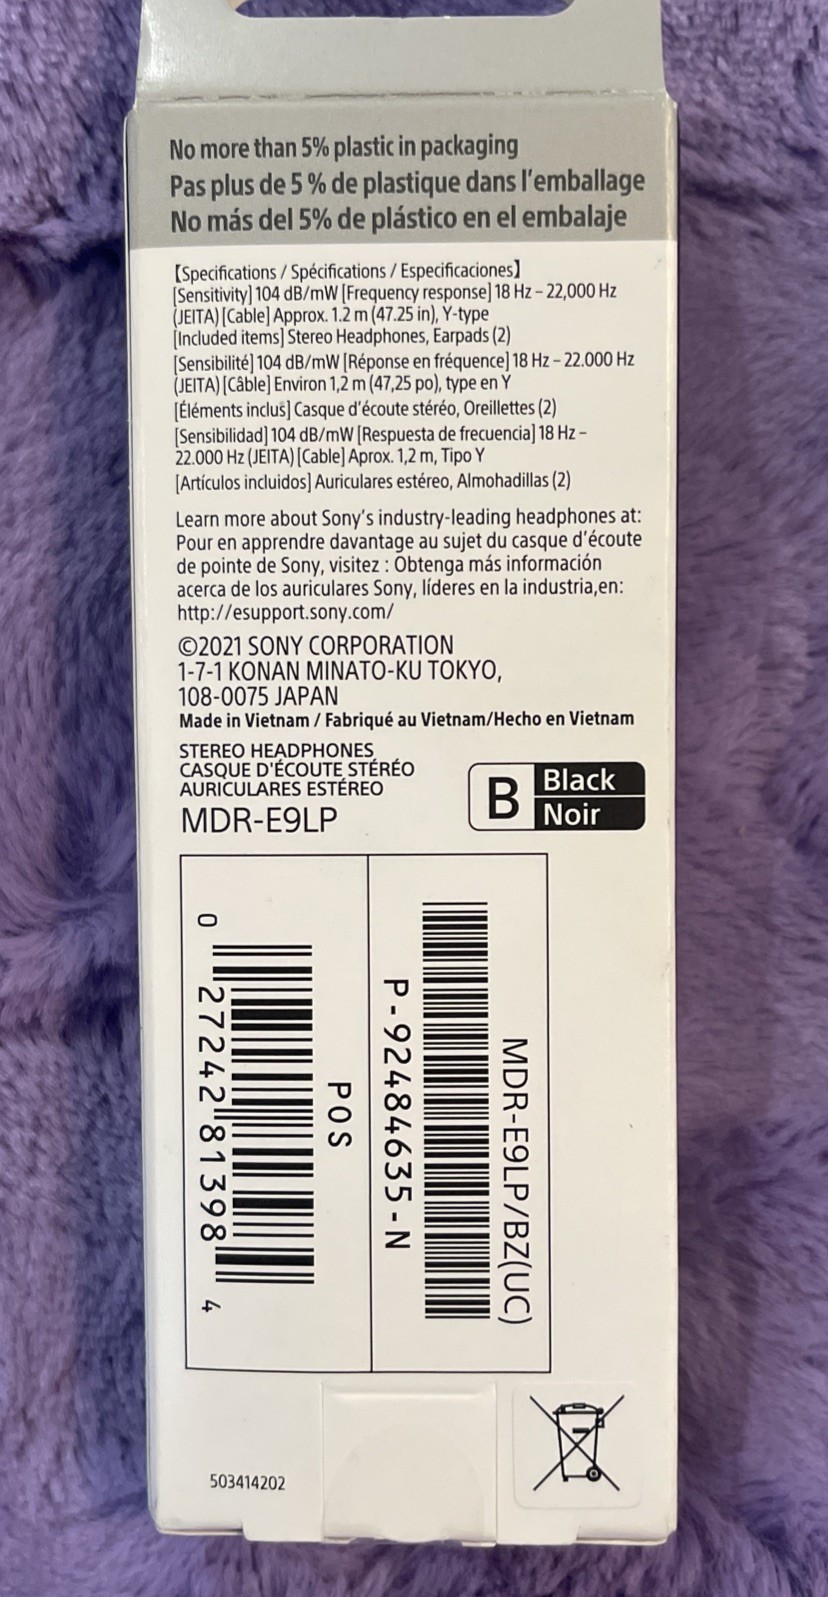 No more than 5% plastic in packaging
Pas plus de 5 % de plastique dans l'emballage
No más del 5% de plástico en el embalaje
【Specifications / Spécifications / Especificaciones】
[Sensitivity] 104 dB/mW [Frequency response] 18 Hz – 22,000 Hz
(JEITA) [Cable] Approx. 1.2 m (47.25 in), Y-type
[Included items] Stereo Headphones, Earpads (2)
[Sensibilité] 104 dB/mW [Réponse en fréquence] 18 Hz – 22.000 Hz
(JEITA) [Câble] Environ 1,2 m (47,25 po), type en Y
[Éléments inclus] Casque d'écoute stéréo, Oreillettes (2)
[Sensibilidad] 104 dB/mW [Respuesta de frecuencia] 18 Hz –
22.000 Hz (JEITA) [Cable] Aprox. 1,2 m, Tipo Y
[Artículos incluidos] Auriculares estéreo, Almohadillas (2)
Learn more about Sony's industry-leading headphones at:
Pour en apprendre davantage au sujet du casque d'écoute
de pointe de Sony, visitez : Obtenga más información
acerca de los auriculares Sony, líderes en la industria,en:
http://esupport.sony.com/
©2021 SONY CORPORATION
1-7-1 KONAN MINATO-KU TOKYO,
108-0075 JAPAN
Made in Vietnam / Fabriqué au Vietnam/Hecho en Vietnam
STEREO HEADPHONES
CASQUE D'ÉCOUTE STÉRÉO
AURICULARES ESTÉREO
MDR-E9LP
B
Black
Noir
MDR-E9LP/BZ(UC)
P-92484635-N
POS
0 27242 81398 4
503414202